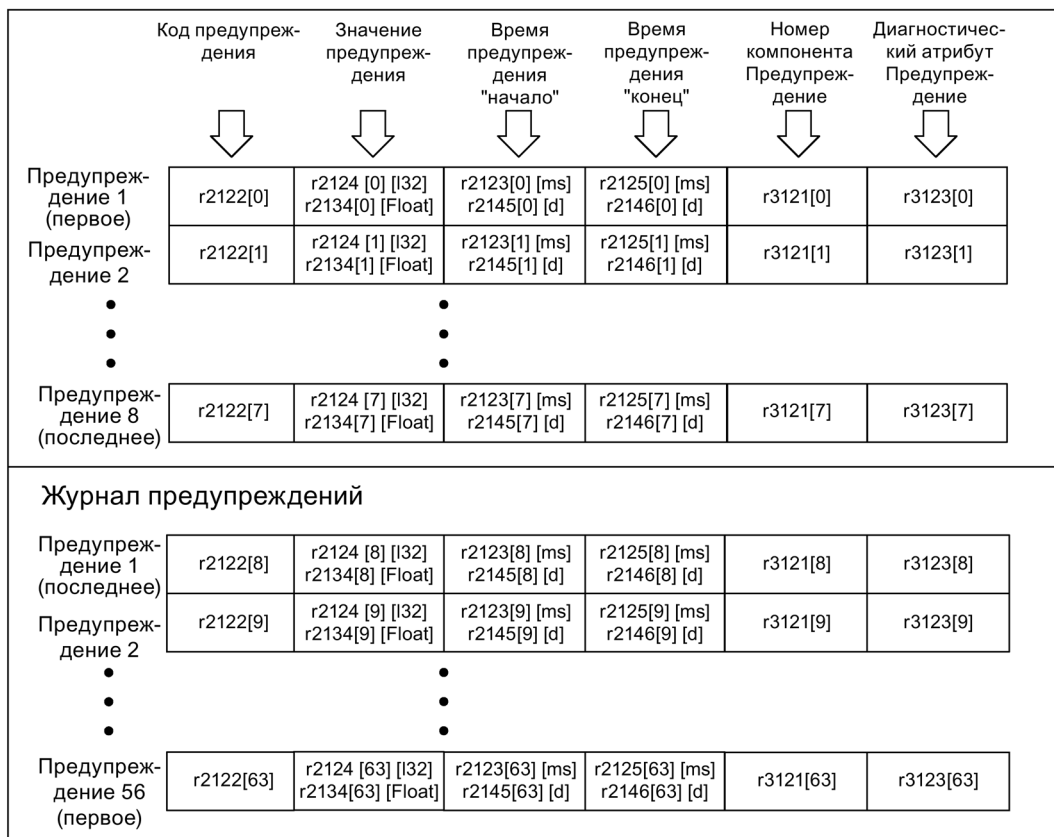 Код предупреж-
дения
Значение
предупреж-
дения
Время
предупреж-
дения
"начало"
Время
предупреж-
дения
"конец"
Номер
компонента
Предупреж-
дение
Диагностичес-
кий атрибут
Предупреж-
дение
Предупреж-
дение 1
(первое)
r2122[0]
r2124 [0] [I32]
r2134[0] [Float]
r2123[0] [ms]
r2145[0] [d]
r2125[0] [ms]
r2146[0] [d]
r3121[0]
r3123[0]
Предупреж-
дение 2
r2122[1]
r2124 [1] [I32]
r2134[1] [Float]
r2123[1] [ms]
r2145[1] [d]
r2125[1] [ms]
r2146[1] [d]
r3121[1]
r3123[1]
Предупреж-
дение 8
(последнее)
r2122[7]
r2124 [7] [I32]
r2134[7] [Float]
r2123[7] [ms]
r2145[7] [d]
r2125[7] [ms]
r2146[7] [d]
r3121[7]
r3123[7]
Журнал предупреждений
Предупреж-
дение 1
(последнее)
r2122[8]
r2124 [8] [I32]
r2134[8] [Float]
r2123[8] [ms]
r2145[8] [d]
r2125[8] [ms]
r2146[8] [d]
r3121[8]
r3123[8]
Предупреж-
дение 2
r2122[9]
r2124 [9] [I32]
r2134[9] [Float]
r2123[9] [ms]
r2145[9] [d]
r2125[9] [ms]
r2146[9] [d]
r3121[9]
r3123[9]
Предупреж-
дение 56
(первое)
r2122[63]
r2124 [63] [I32]
r2134[63] [Float]
r2123[63] [ms]
r2145[63] [d]
r2125[63] [ms]
r2146[63] [d]
r3121[63]
r3123[63]